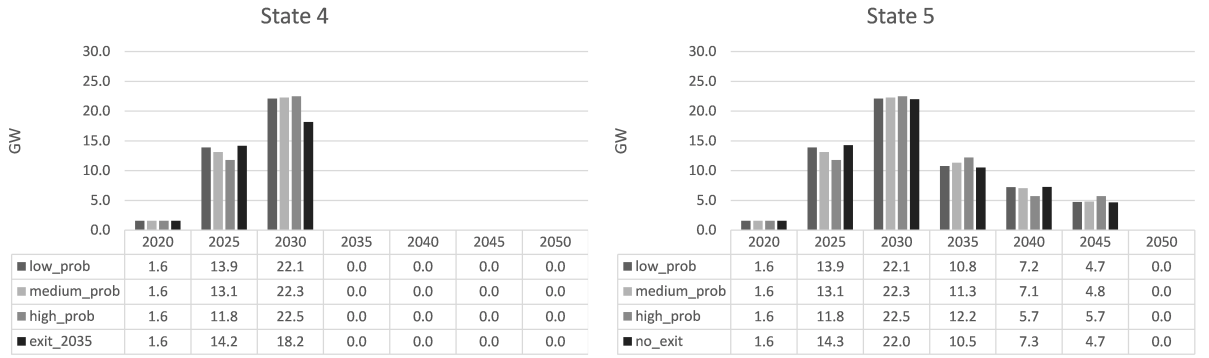 State 4
30.0
25.0
20.0
15.0
10.0
5.0
0.0
GW
2020 2025 2030 2035 2040 2045 2050
low_prob 1.6 13.9 22.1 0.0 0.0 0.0 0.0
medium_prob 1.6 13.1 22.3 0.0 0.0 0.0 0.0
high_prob 1.6 11.8 22.5 0.0 0.0 0.0 0.0
exit_2035 1.6 14.2 18.2 0.0 0.0 0.0 0.0
State 5
30.0
25.0
20.0
15.0
10.0
5.0
0.0
GW
2020 2025 2030 2035 2040 2045 2050
low_prob 1.6 13.9 22.1 10.8 7.2 4.7 0.0
medium_prob 1.6 13.1 22.3 11.3 7.1 4.8 0.0
high_prob 1.6 11.8 22.5 12.2 5.7 5.7 0.0
no_exit 1.6 14.3 22.0 10.5 7.3 4.7 0.0